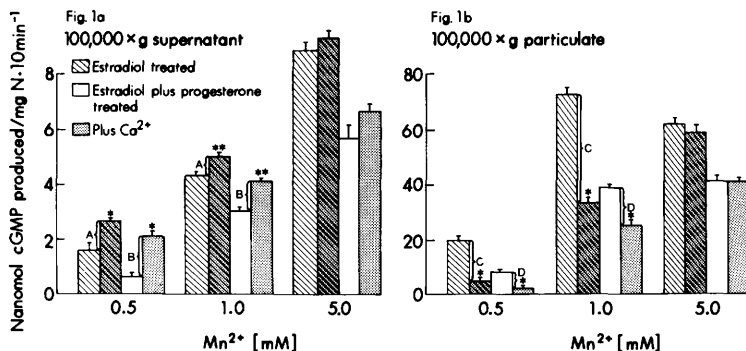 Fig. 1a
100,000 × g supernatant
Estradiol treated
Estradiol plus progesterone
treated
Plus Ca²⁺
Nanomol cGMP produced/mg N·10min⁻¹
8
6
4
2
0
A
*
B
*
A
**
B
**
0.5
1.0
5.0
Mn²⁺ [mM]
Fig. 1b
100,000 × g particulate
80
60
40
20
0
C
*
D
*
C
*
D
*
0.5
1.0
5.0
Mn²⁺ [mM]